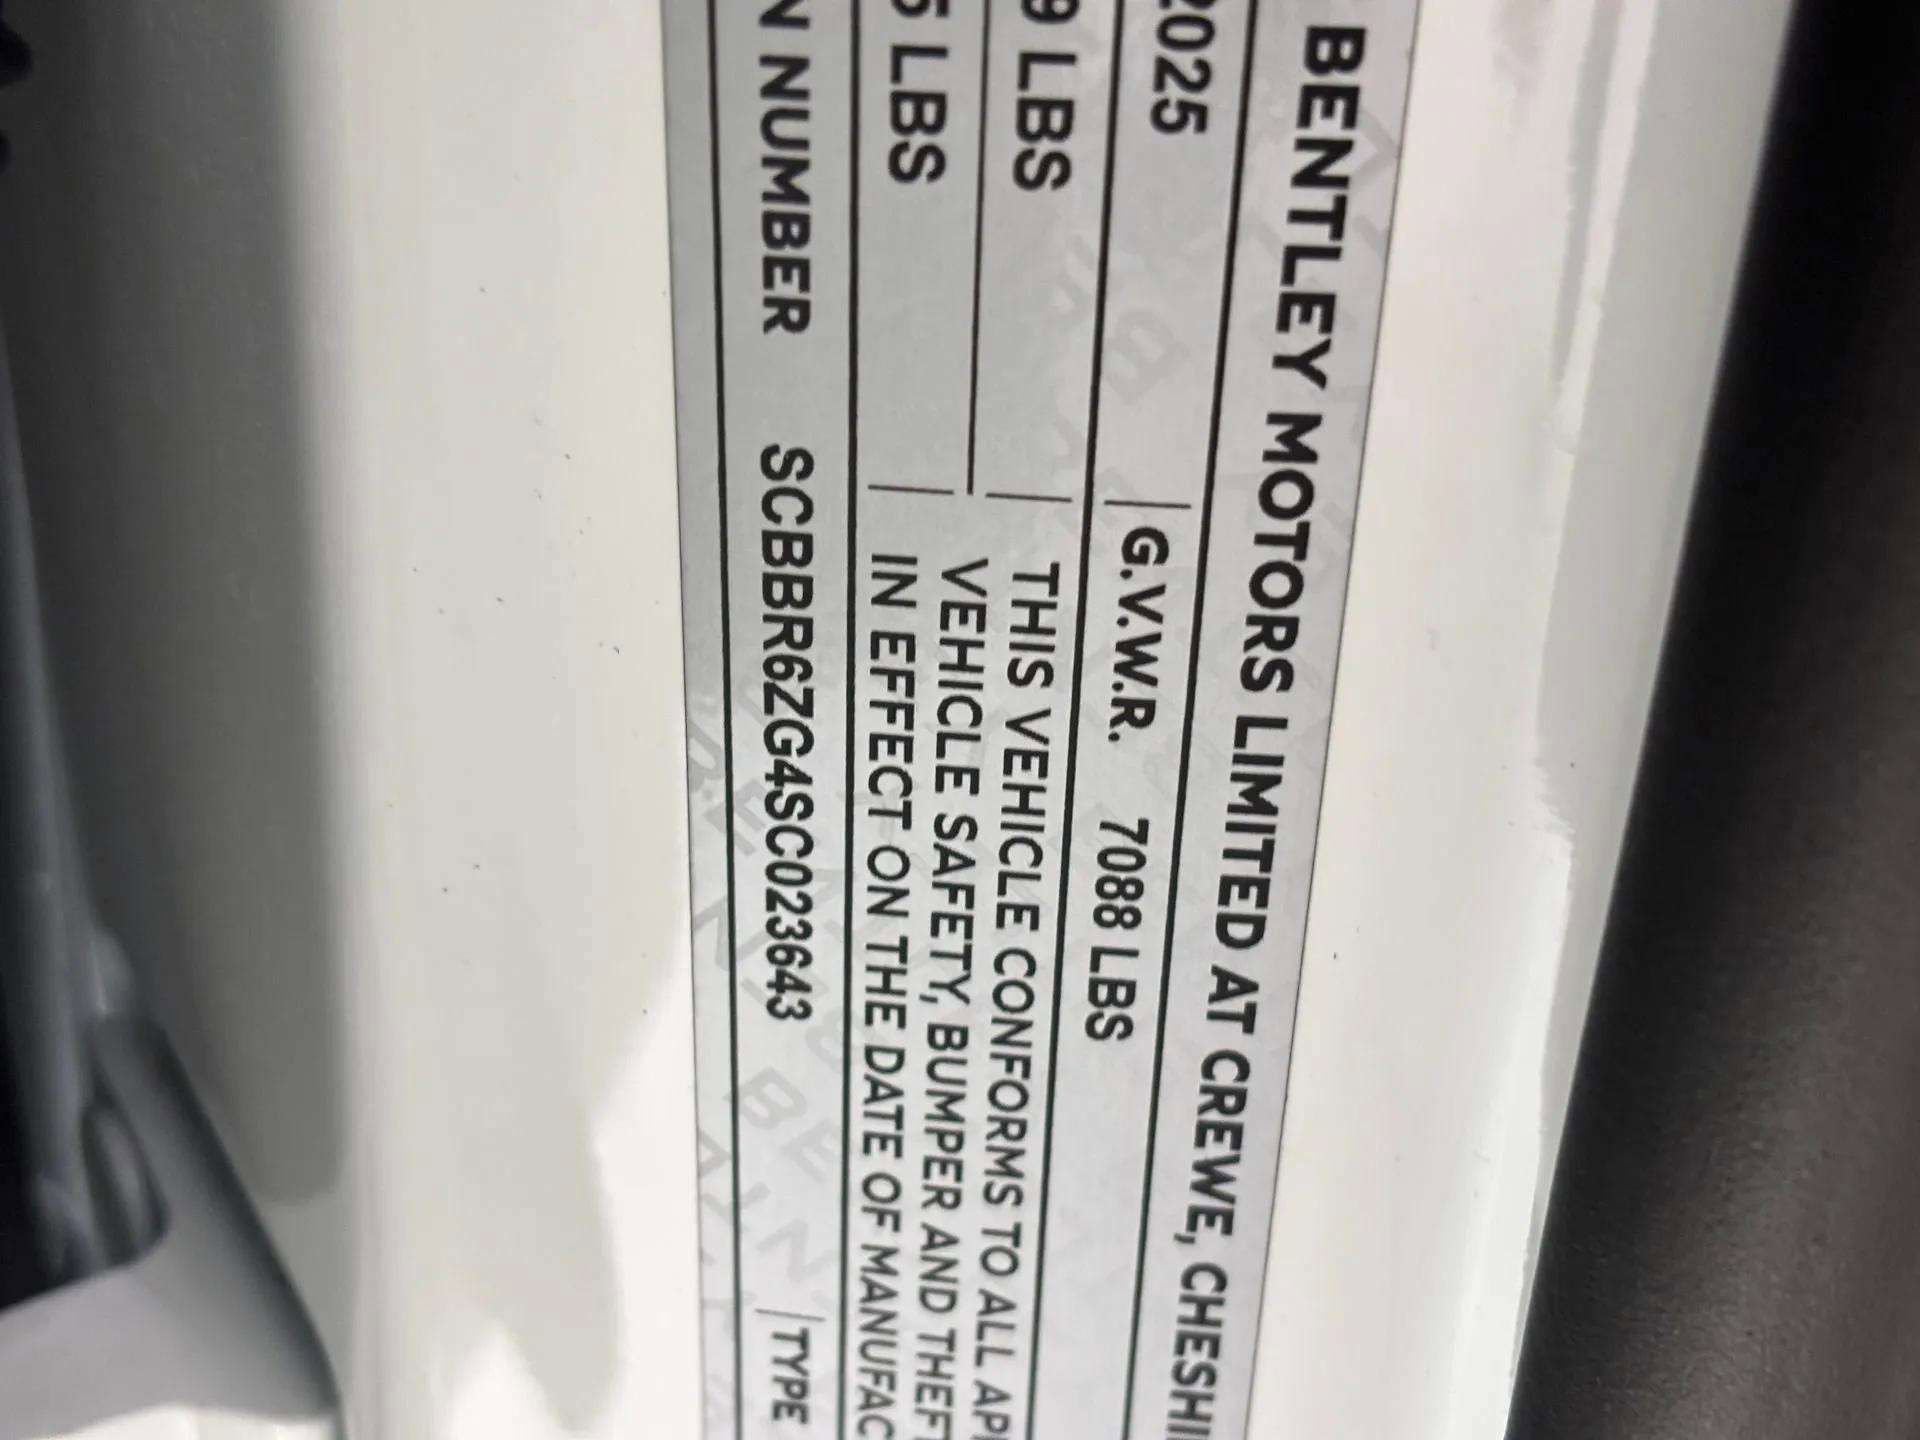 BENTLEY MOTORS LIMITED AT CREWE, CHESHI
2025 G.V.W.R. 7088 LBS
9 LBS THIS VEHICLE CONFORMS TO ALL AP
VEHICLE SAFETY, BUMPER AND THEFT
5 LBS IN EFFECT ON THE DATE OF MANUFAC
N NUMBER SCBBR6ZG4SC023643 TYPE